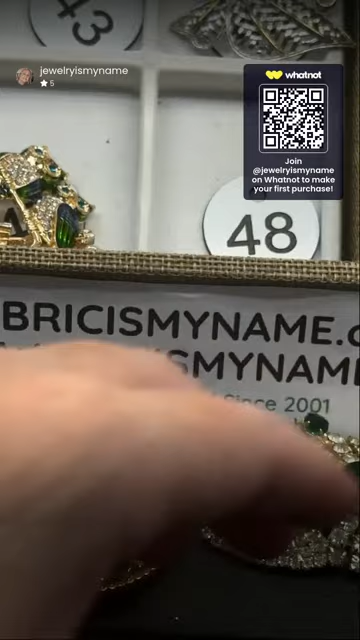 43
jewelryismyname
5
whatnot
Join
@jewelryismyname
on Whatnot to make
your first purchase!
48
BRICISMYNAME.c
SMYNAM
Since 2001